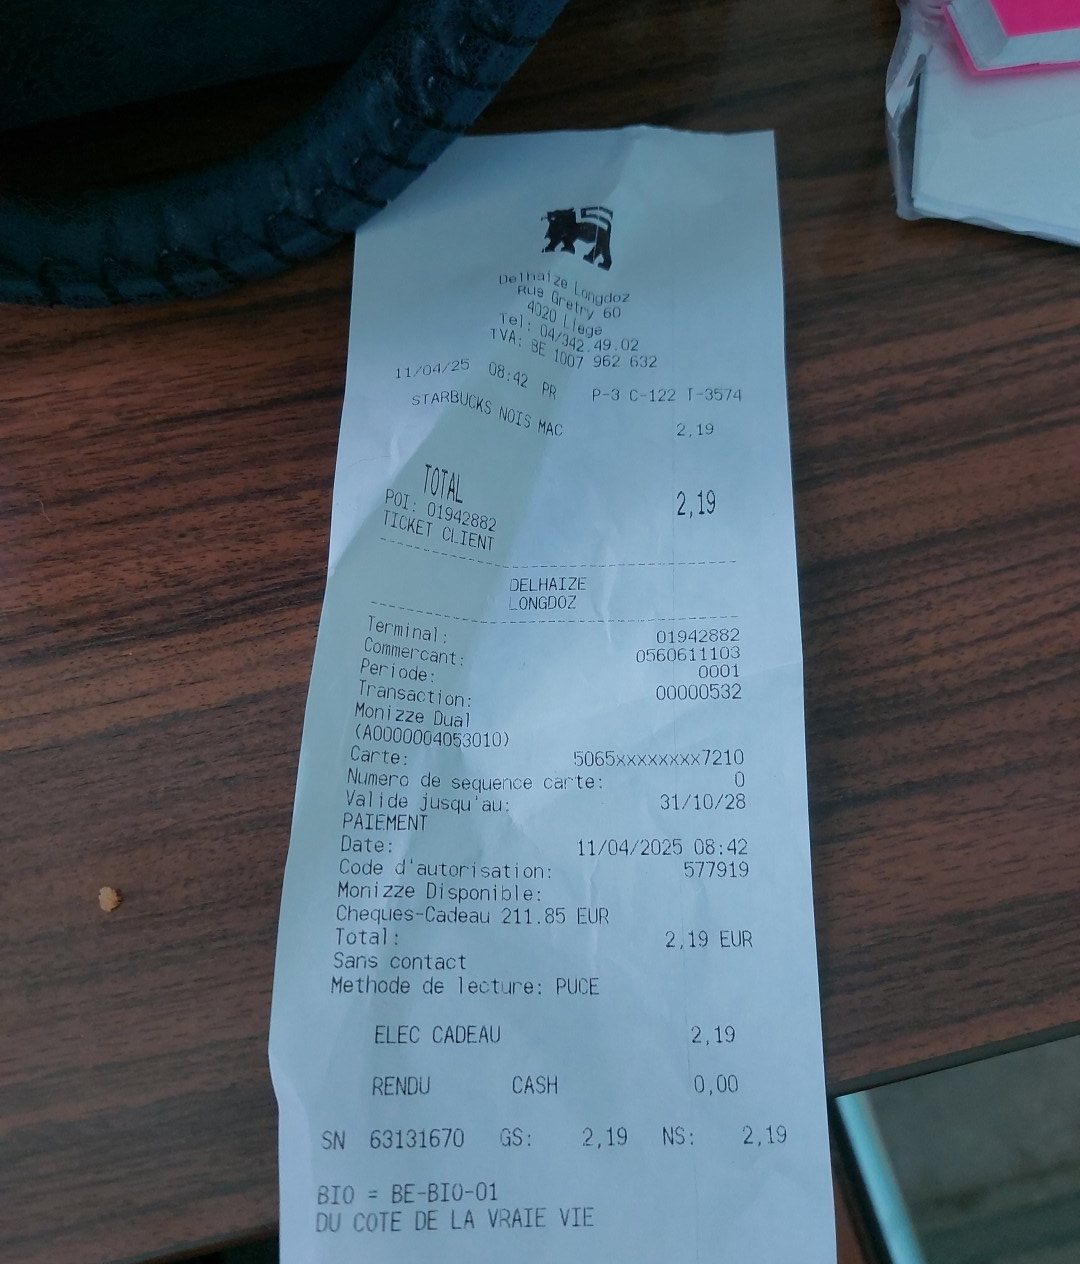 Delhaize Longdoz
Rue Gretry 60
4020 Liege
Tel: 04/342.49.02
TVA: BE 1007 962 632
11/04/25 08:42 PR P-3 C-122 T-3574
STARBUCKS NOIS MAC 2,19
TOTAL 2,19
POI: 01942882
TICKET CLIENT
DELHAIZE
LONGDOZ
Terminal: 01942882
Commercant: 0560611103
Periode: 0001
Transaction: 00000532
Monizze Dual
(A0000004053010)
Carte: 5065xxxxxxxx7210
Numero de sequence carte: 0
Valide jusqu'au: 31/10/28
PAIEMENT
Date: 11/04/2025 08:42
Code d'autorisation: 577919
Monizze Disponible:
Cheques-Cadeau 211.85 EUR
Total: 2,19 EUR
Sans contact
Methode de lecture: PUCE
ELEC CADEAU 2,19
RENDU CASH 0,00
SN 63131670 GS: 2,19 NS: 2,19
BIO = BE-BIO-01
DU COTE DE LA VRAIE VIE